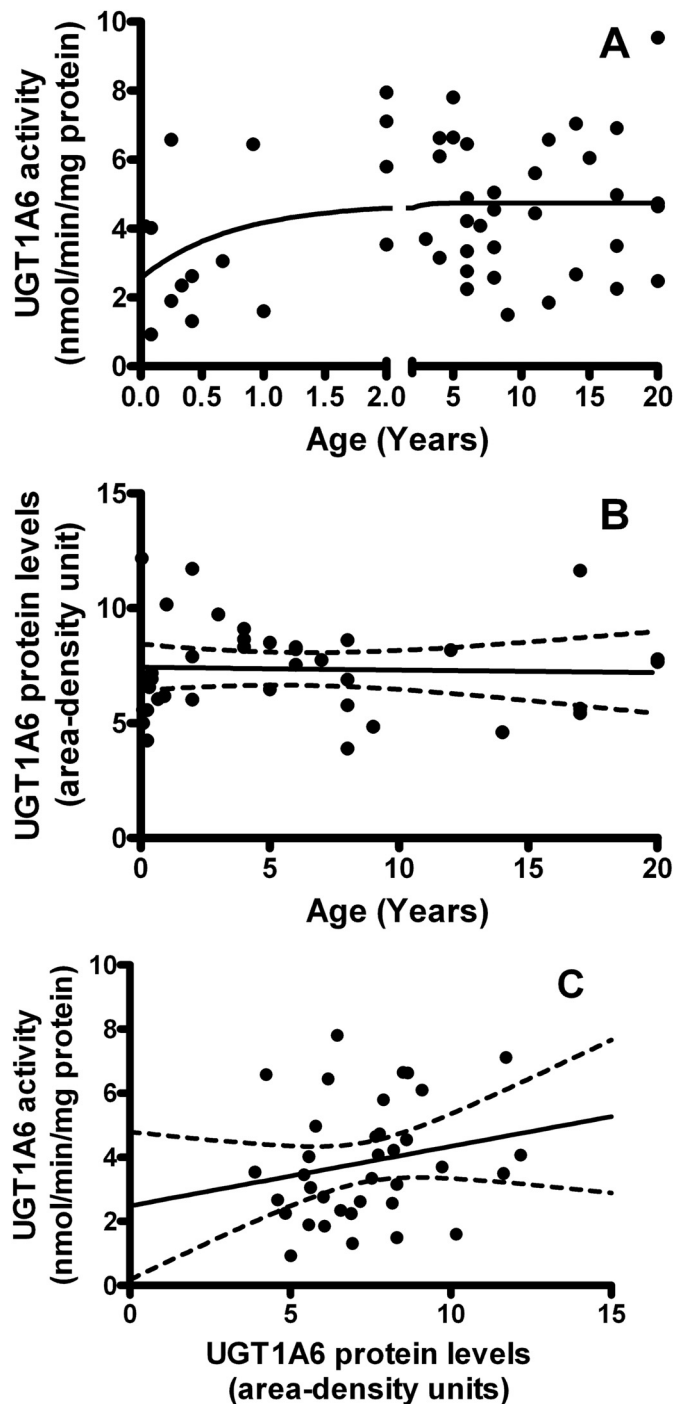 A
UGT1A6 activity
(nmol/min/mg protein)
10
8
6
4
2
0
0.0 0.5 1.0 1.5 2.0 5 10 15 20
Age (Years)
B
UGT1A6 protein levels
(area-density unit)
15
10
5
0
0 5 10 15 20
Age (Years)
C
UGT1A6 activity
(nmol/min/mg protein)
10
8
6
4
2
0
0 5 10 15
UGT1A6 protein levels
(area-density units)